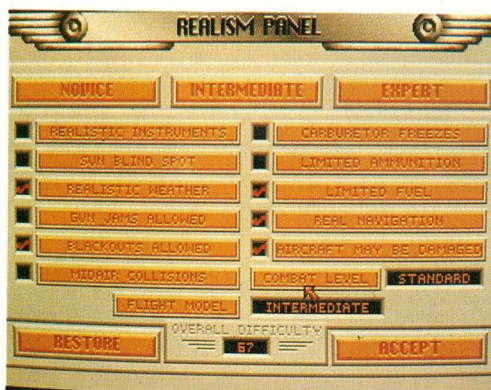 REALISM PANEL
NOVICE INTERMEDIATE EXPERT
REALISTIC INSTRUMENTS CARBURETOR FREEZES
SUN BLIND SPOT LIMITED AMMUNITION
REALISTIC WEATHER LIMITED FUEL
GUN JAMS ALLOWED REAL NAVIGATION
BLACKOUTS ALLOWED AIRCRAFT MAY BE DAMAGED
MIDAIR COLLISIONS COMBAT LEVEL STANDARD
FLIGHT MODEL INTERMEDIATE
OVERALL DIFFICULTY
RESTORE 67 ACCEPT